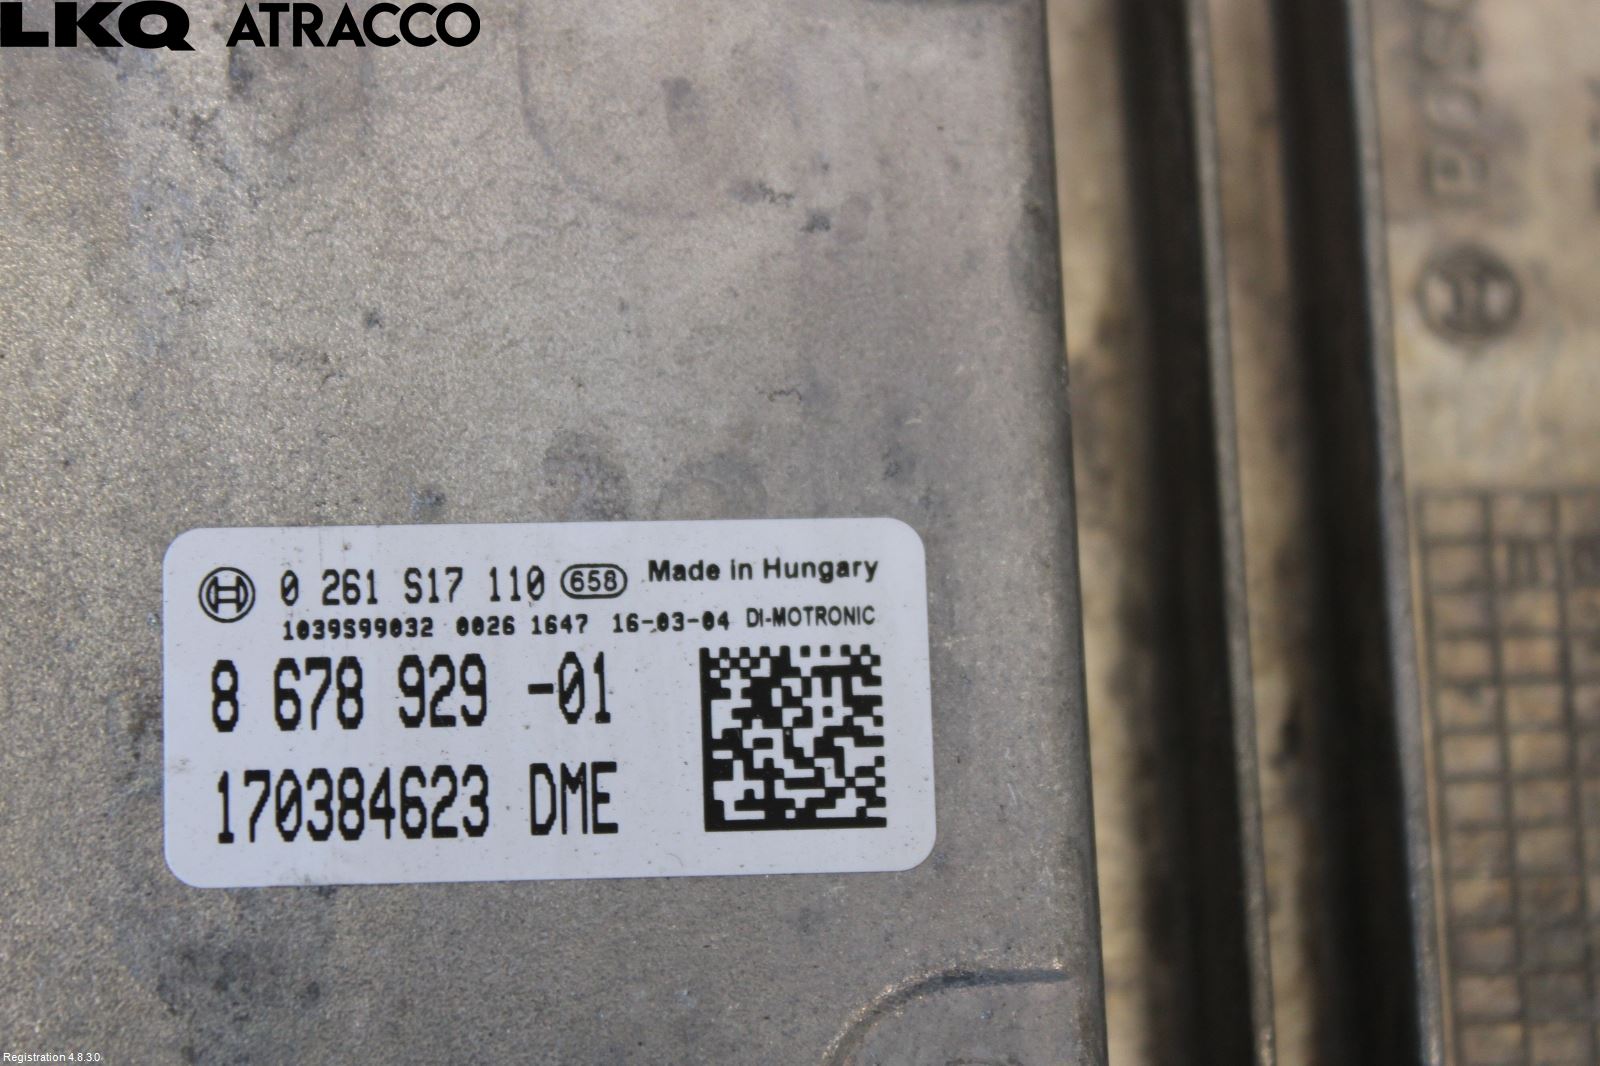 LKQ ATRACCO
BOSCH
0 261 S17 110 658 Made in Hungary
1039S99032 0026 1647 16-03-04 DI-MOTRONIC
8 678 929 -01
170384623 DME
Registration 4.8.3.0